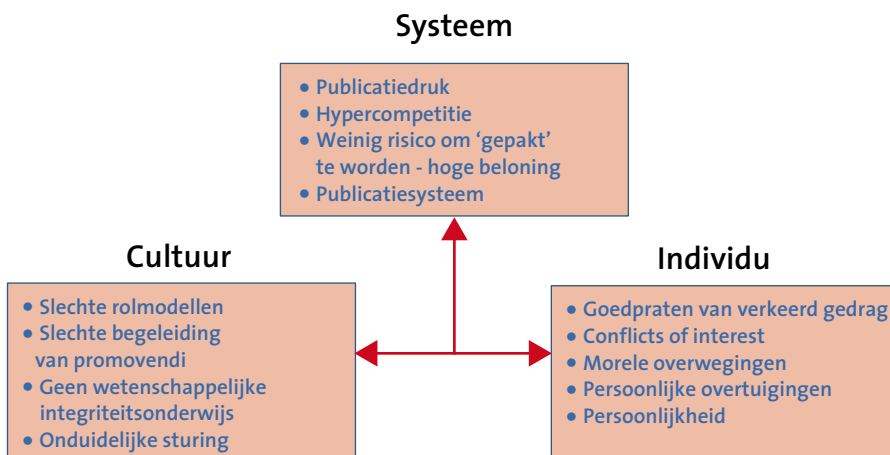 Systeem
• Publicatiedruk
• Hypercompetitie
• Weinig risico om ‘gepakt’
te worden - hoge beloning
• Publicatiesysteem
Cultuur
• Slechte rolmodellen
• Slechte begeleiding
van promovendi
• Geen wetenschappelijke
integriteitsonderwijs
• Onduidelijke sturing
Individu
• Goedpraten van verkeerd gedrag
• Conflicts of interest
• Morele overwegingen
• Persoonlijke overtuigingen
• Persoonlijkheid